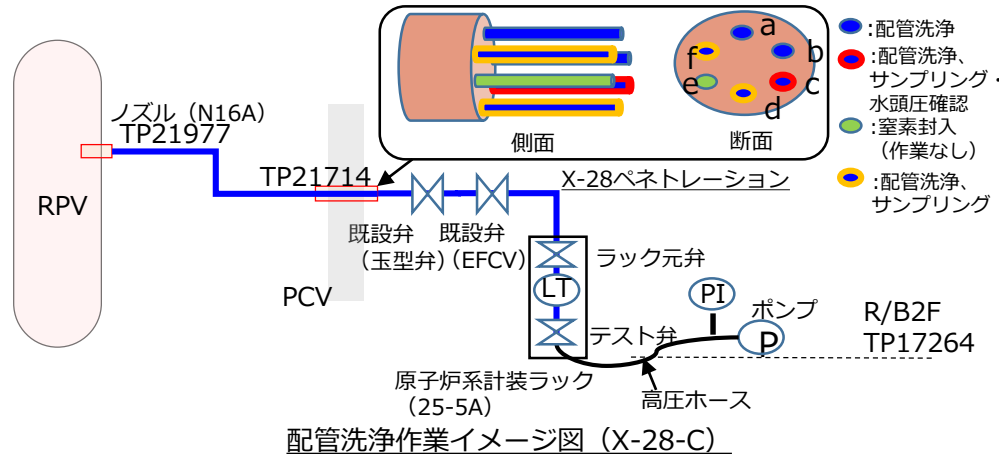 a
b
c
d
e
f
側面
断面
:配管洗浄
:配管洗浄、
サンプリング・
水頭圧確認
:窒素封入
(作業なし)
:配管洗浄、
サンプリング
ノズル(N16A)
TP21977
RPV
TP21714
X-28ペネトレーション
既設弁
(玉型弁)
既設弁
(EFCV)
PCV
ラック元弁
LT
テスト弁
PI
ポンプ
P
R/B2F
TP17264
原子炉系計装ラック
(25-5A)
高圧ホース
配管洗浄作業イメージ図(X-28-C)